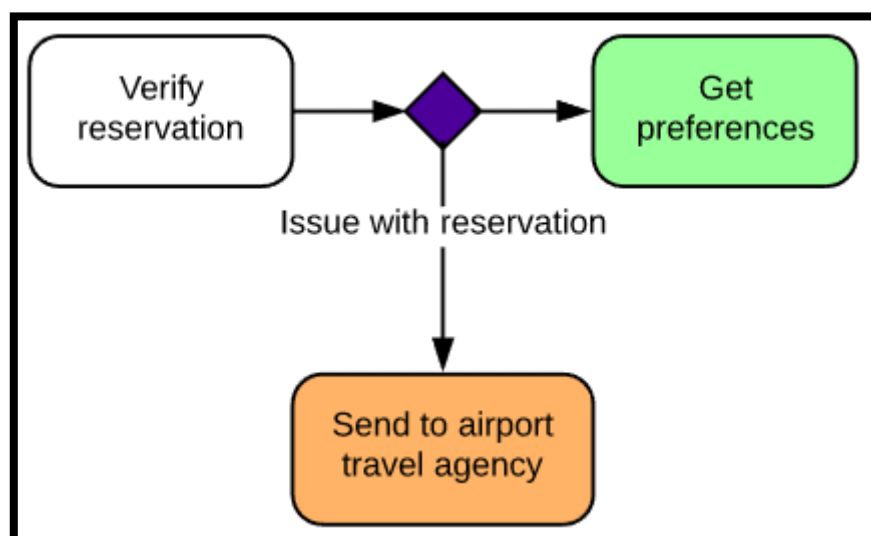 Verify
reservation
Get
preferences
Issue with reservation
Send to airport
travel agency